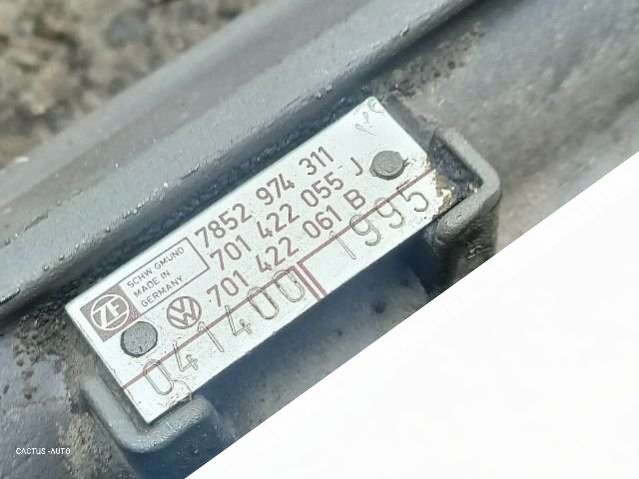 ZF
SCHW. GMÜND
MADE IN
GERMANY
7852 974 311
701 422 055 J
701 422 061 B
041400 1995
CACTUS-AUTO